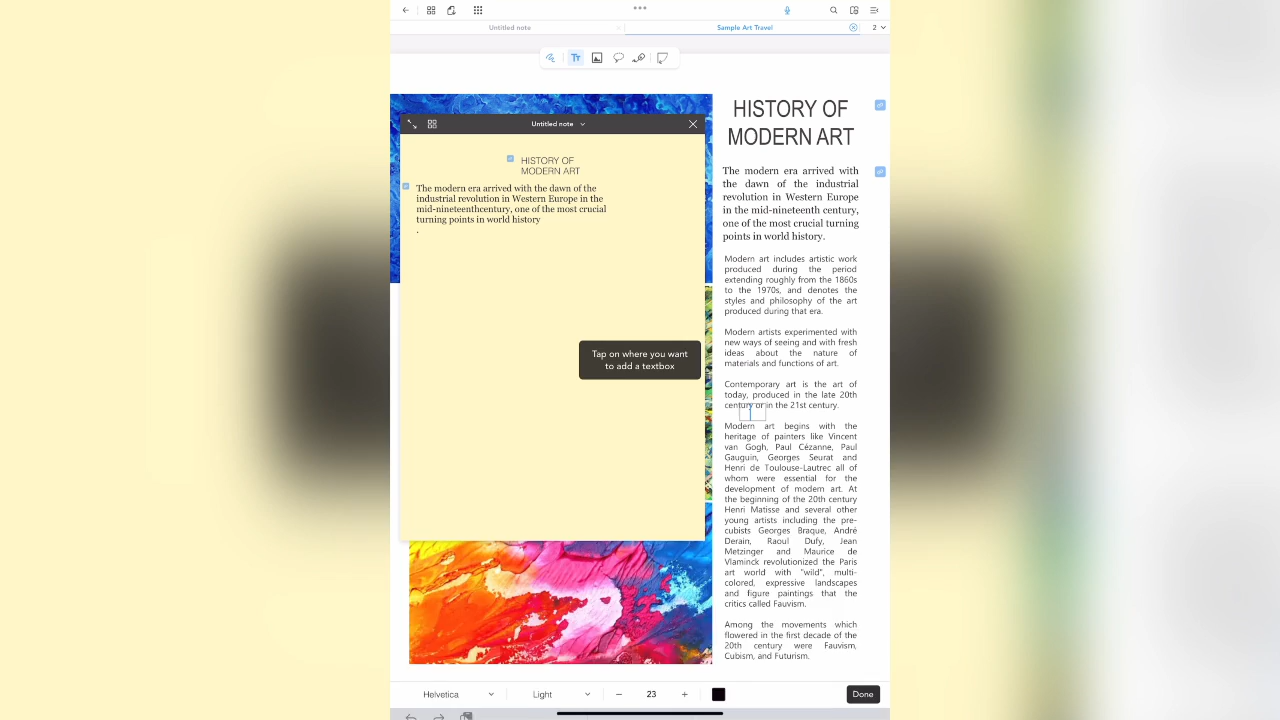 Untitled note
Sample Art Travel
2
Tт
Untitled note
HISTORY OF
MODERN ART
The modern era arrived with the dawn of the
industrial revolution in Western Europe in the
mid-nineteenthcentury, one of the most crucial
turning points in world history
.
Tap on where you want
to add a textbox
HISTORY OF
MODERN ART
The modern era arrived with
the dawn of the industrial
revolution in Western Europe
in the mid-nineteenth century,
one of the most crucial turning
points in world history.
Modern art includes artistic work
produced during the period
extending roughly from the 1860s
to the 1970s, and denotes the
styles and philosophy of the art
produced during that era.
Modern artists experimented with
new ways of seeing and with fresh
ideas about the nature of
materials and functions of art.
Contemporary art is the art of
today, produced in the late 20th
century or in the 21st century.
Modern art begins with the
heritage of painters like Vincent
van Gogh, Paul Cézanne, Paul
Gauguin, Georges Seurat and
Henri de Toulouse-Lautrec all of
whom were essential for the
development of modern art. At
the beginning of the 20th century
Henri Matisse and several other
young artists including the pre-
cubists Georges Braque, André
Derain, Raoul Dufy, Jean
Metzinger and Maurice de
Vlaminck revolutionized the Paris
art world with "wild", multi-
colored, expressive landscapes
and figure paintings that the
critics called Fauvism.
Among the movements which
flowered in the first decade of the
20th century were Fauvism,
Cubism, and Futurism.
Helvetica
Light
23
Done